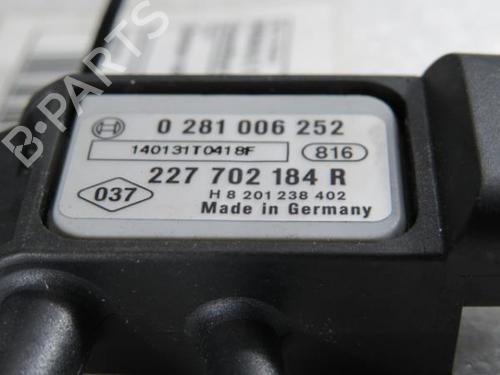 0 281 006 252
140131T0418F
816
227 702 184 R
037
H 8 201 238 402
Made in Germany
B-PARTS